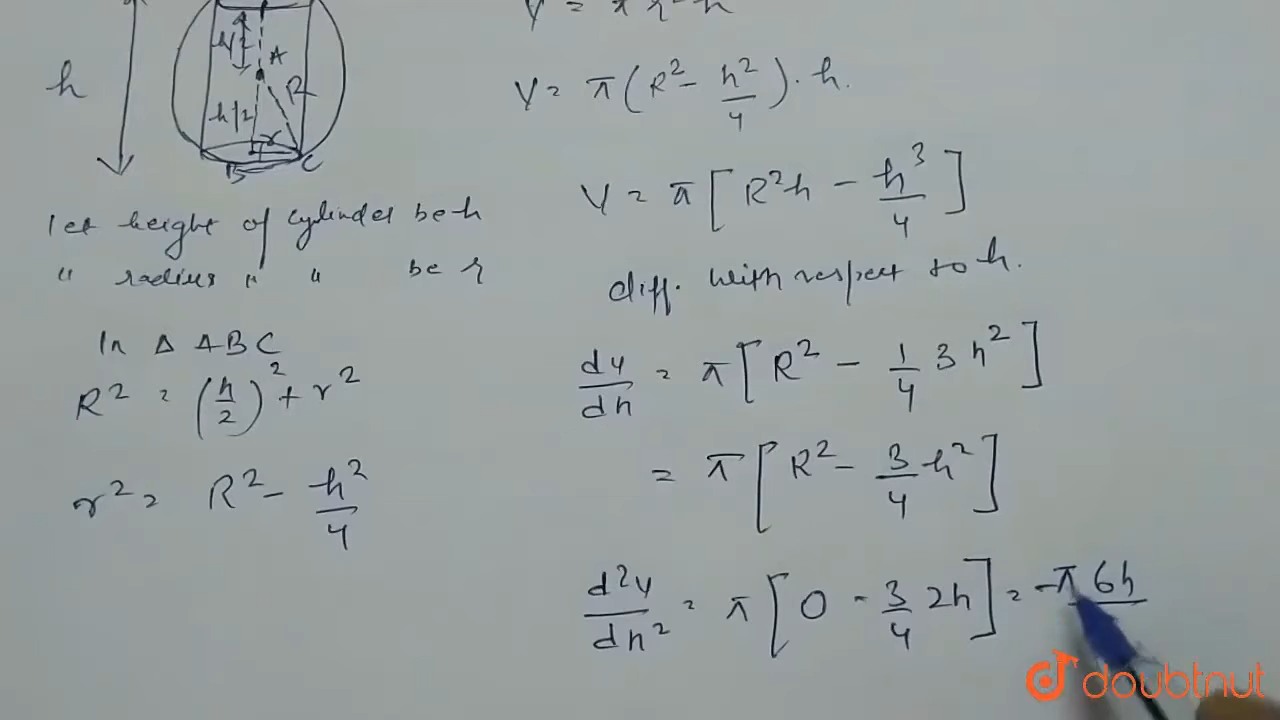 V = π r² h
h
h/2
A
R
h/2
r
B
C
V = π(R² - h²/4) · h.
V = π[R²h - h³/4]
let height of cylinder be h
" radius " " be r
diff. with respect to h.
In Δ ABC
R² = (h/2)² + r²
r² = R² - h²/4
dV/dh = π[R² - 1/4 3h²]
= π[R² - 3/4 h²]
d²V/dh² = π[0 - 3/4 2h] = -π6h
doubtnut